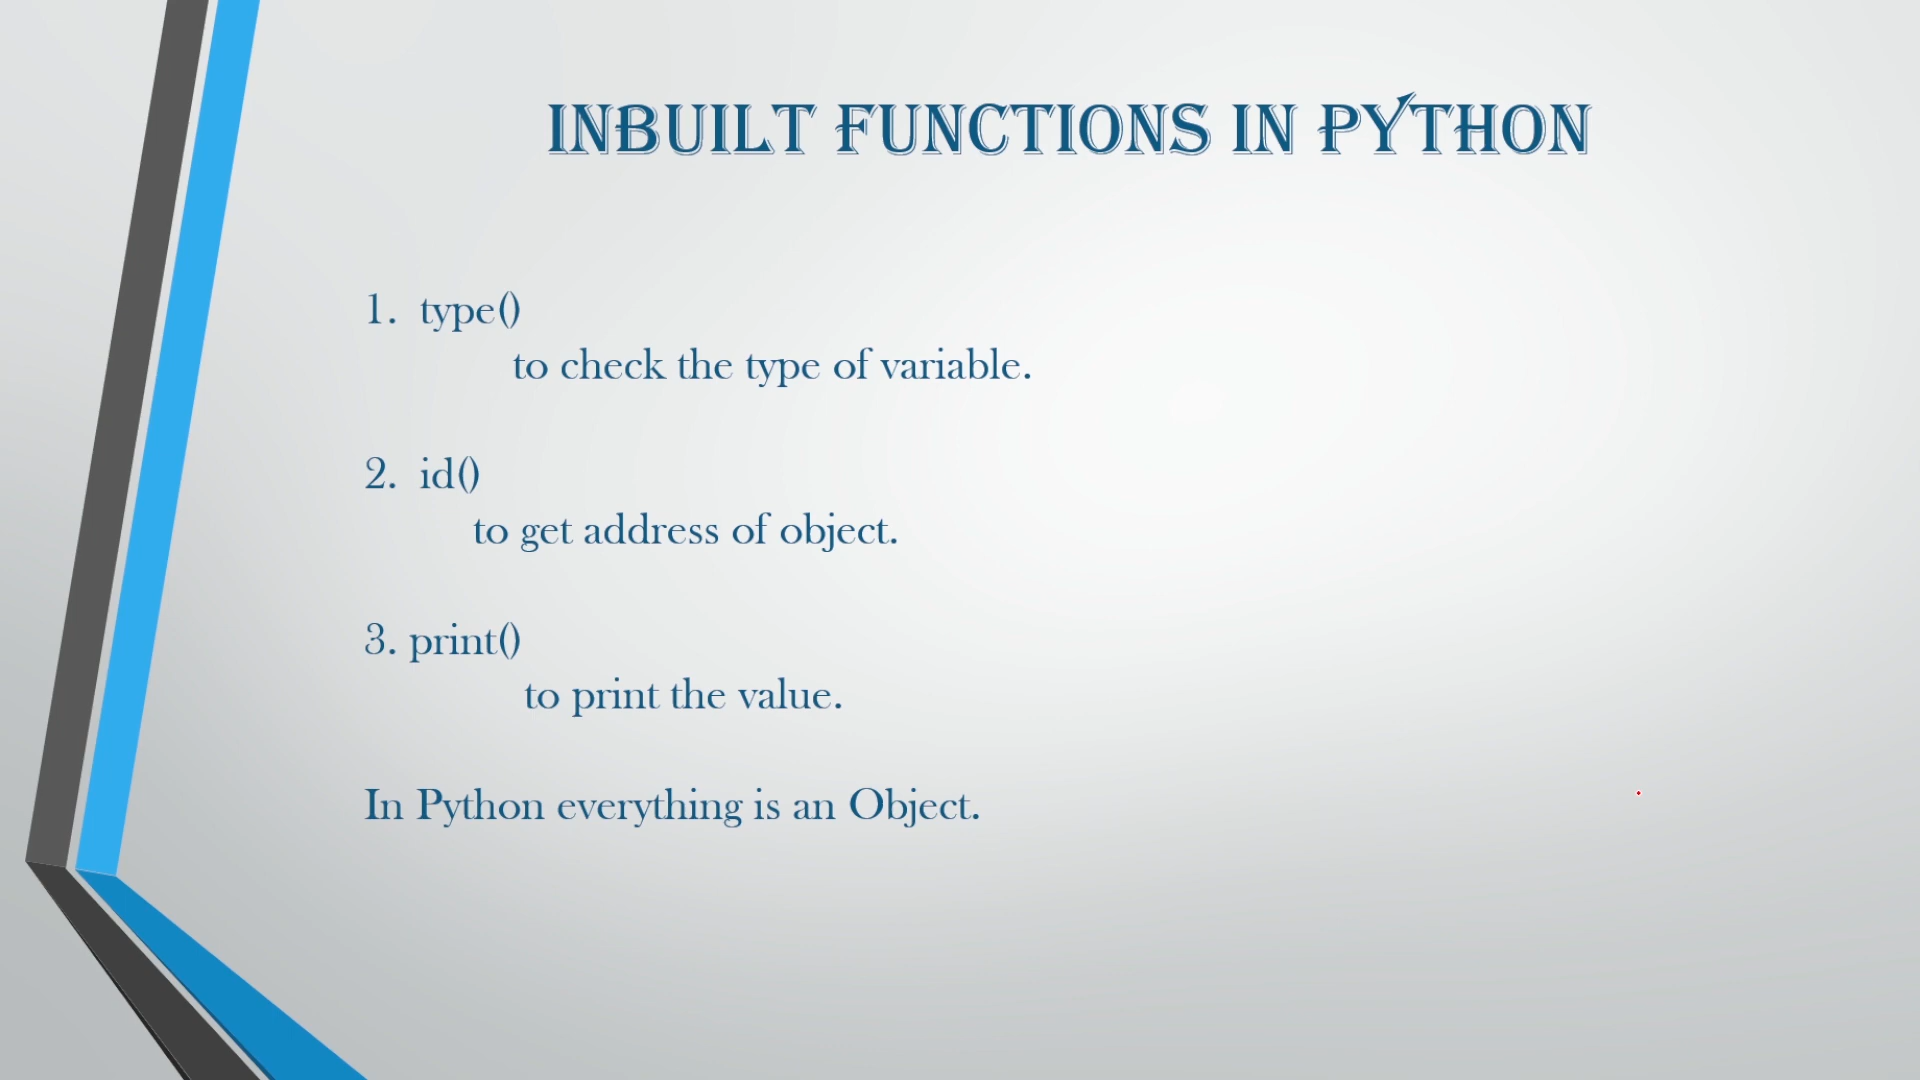 INBUILT FUNCTIONS IN PYTHON
1. type()
to check the type of variable.
2. id()
to get address of object.
3. print()
to print the value.
In Python everything is an Object.